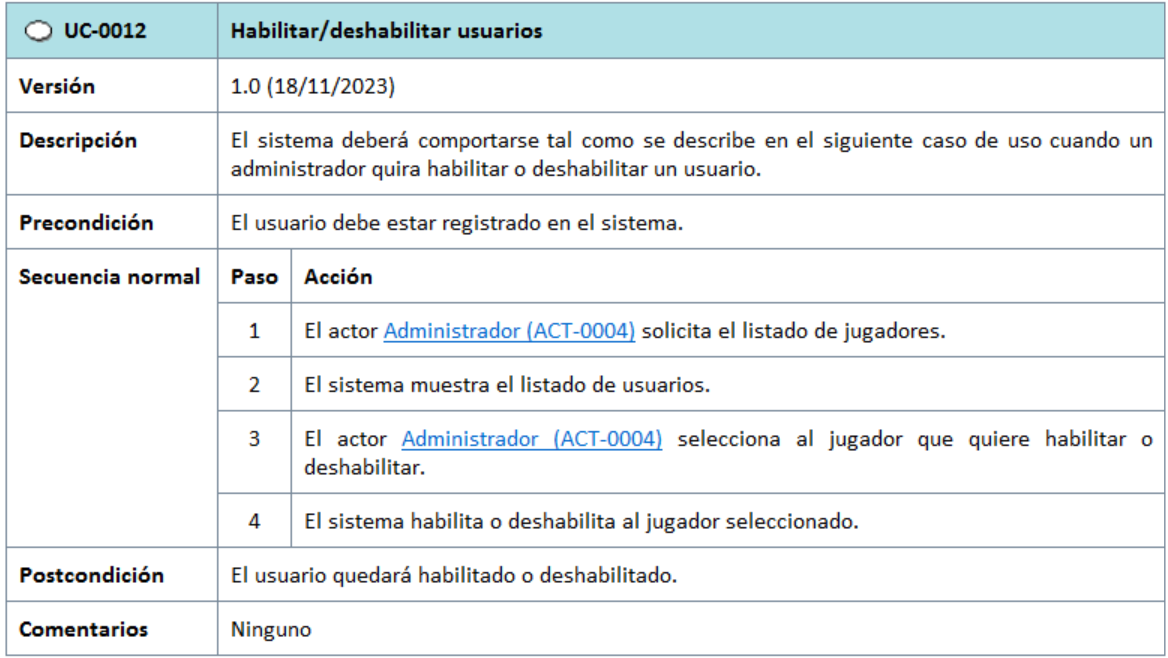 UC-0012 Habilitar/deshabilitar usuarios
Versión 1.0 (18/11/2023)
Descripción El sistema deberá comportarse tal como se describe en el siguiente caso de uso cuando un
administrador quira habilitar o deshabilitar un usuario.
Precondición El usuario debe estar registrado en el sistema.
Secuencia normal Paso Acción
1 El actor Administrador (ACT-0004) solicita el listado de jugadores.
2 El sistema muestra el listado de usuarios.
3 El actor Administrador (ACT-0004) selecciona al jugador que quiere habilitar o
deshabilitar.
4 El sistema habilita o deshabilita al jugador seleccionado.
Postcondición El usuario quedará habilitado o deshabilitado.
Comentarios Ninguno